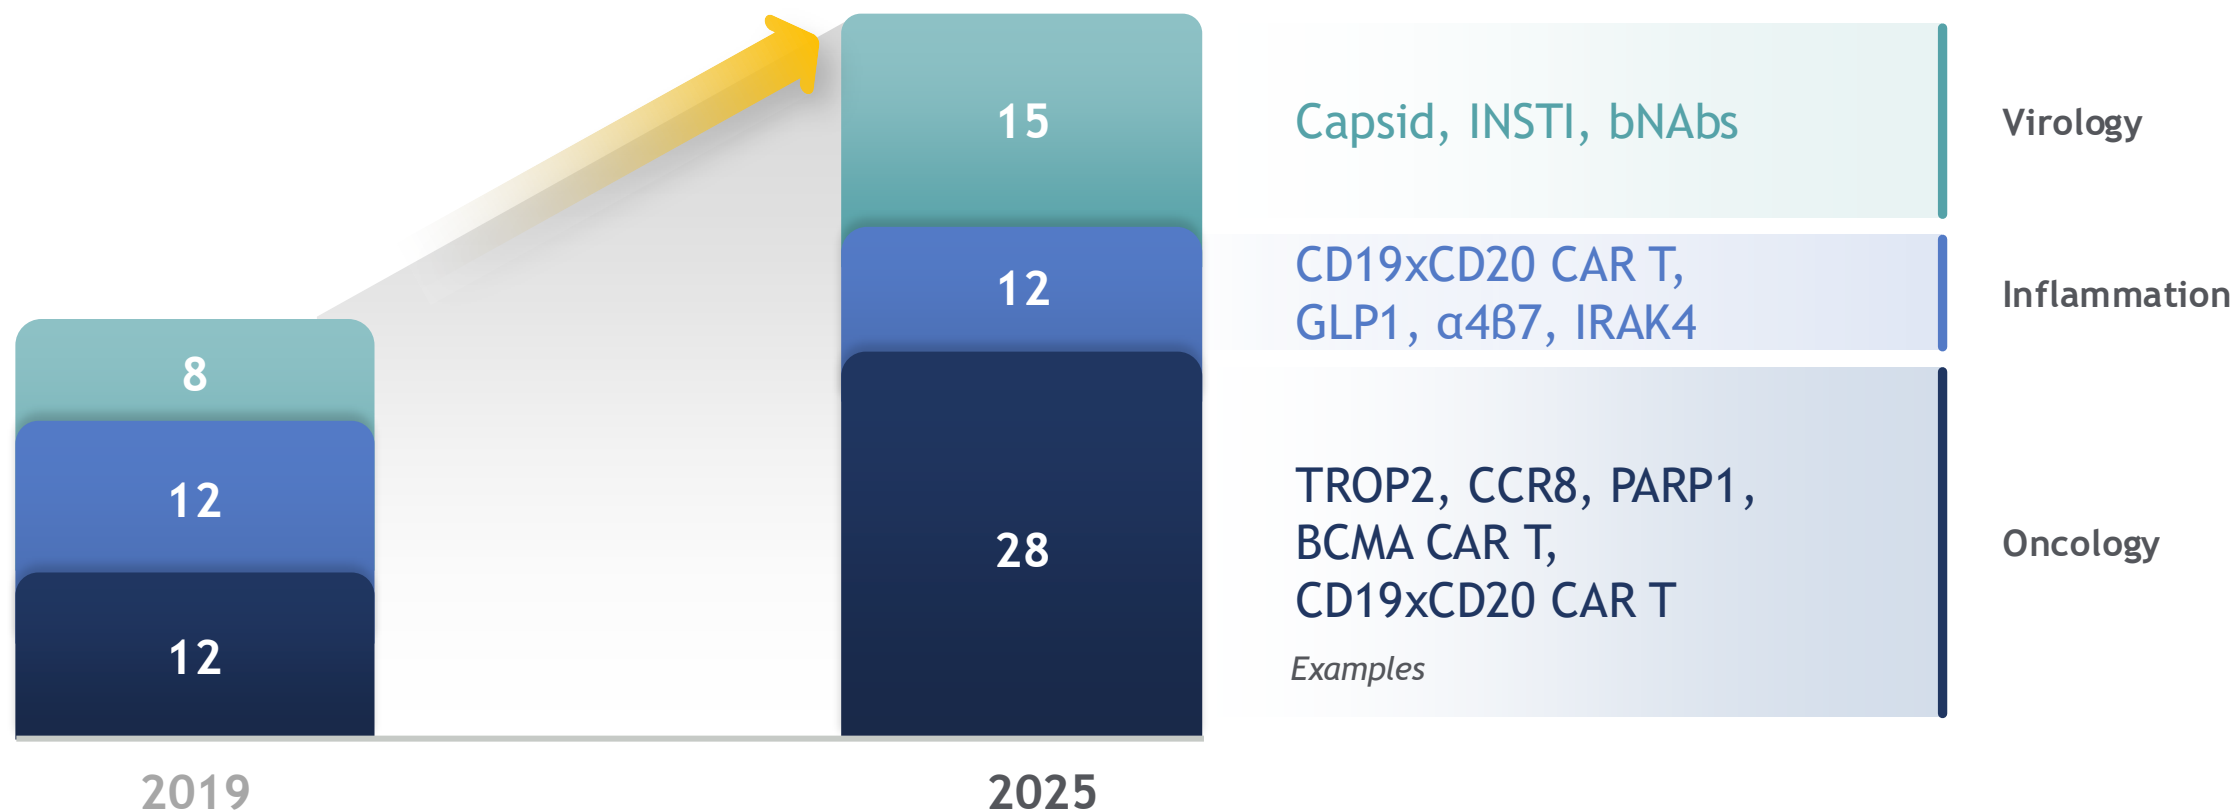 15
Capsid, INSTI, bNAbs
Virology
12
CD19xCD20 CAR T,
GLP1, α4β7, IRAK4
Inflammation
8
12
12
28
TROP2, CCR8, PARP1,
BCMA CAR T,
CD19xCD20 CAR T
Examples
Oncology
2019
2025